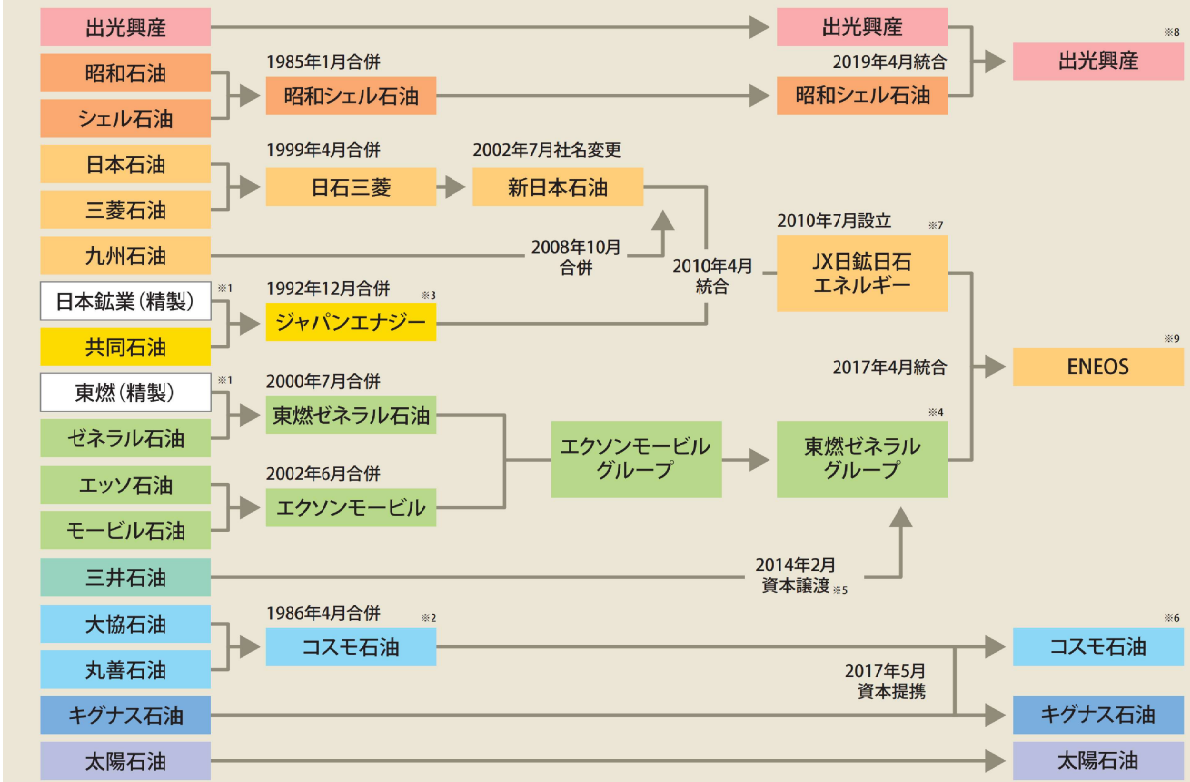 出光興産
出光興産
※8
昭和石油
1985年1月合併
2019年4月統合
出光興産
昭和シェル石油
昭和シェル石油
シェル石油
日本石油
1999年4月合併
2002年7月社名変更
日石三菱
新日本石油
三菱石油
2010年7月設立
※7
九州石油
2008年10月
合併
2010年4月
統合
JX日鉱日石
エネルギー
日本鉱業(精製)
※1
1992年12月合併
※3
ジャパンエナジー
共同石油
※9
2017年4月統合
ENEOS
東燃(精製)
※1
2000年7月合併
東燃ゼネラル石油
※4
ゼネラル石油
エクソンモービル
グループ
東燃ゼネラル
グループ
エッソ石油
2002年6月合併
エクソンモービル
モービル石油
三井石油
2014年2月
資本譲渡※5
大協石油
1986年4月合併
※2
※6
コスモ石油
コスモ石油
丸善石油
2017年5月
資本提携
キグナス石油
キグナス石油
太陽石油
太陽石油